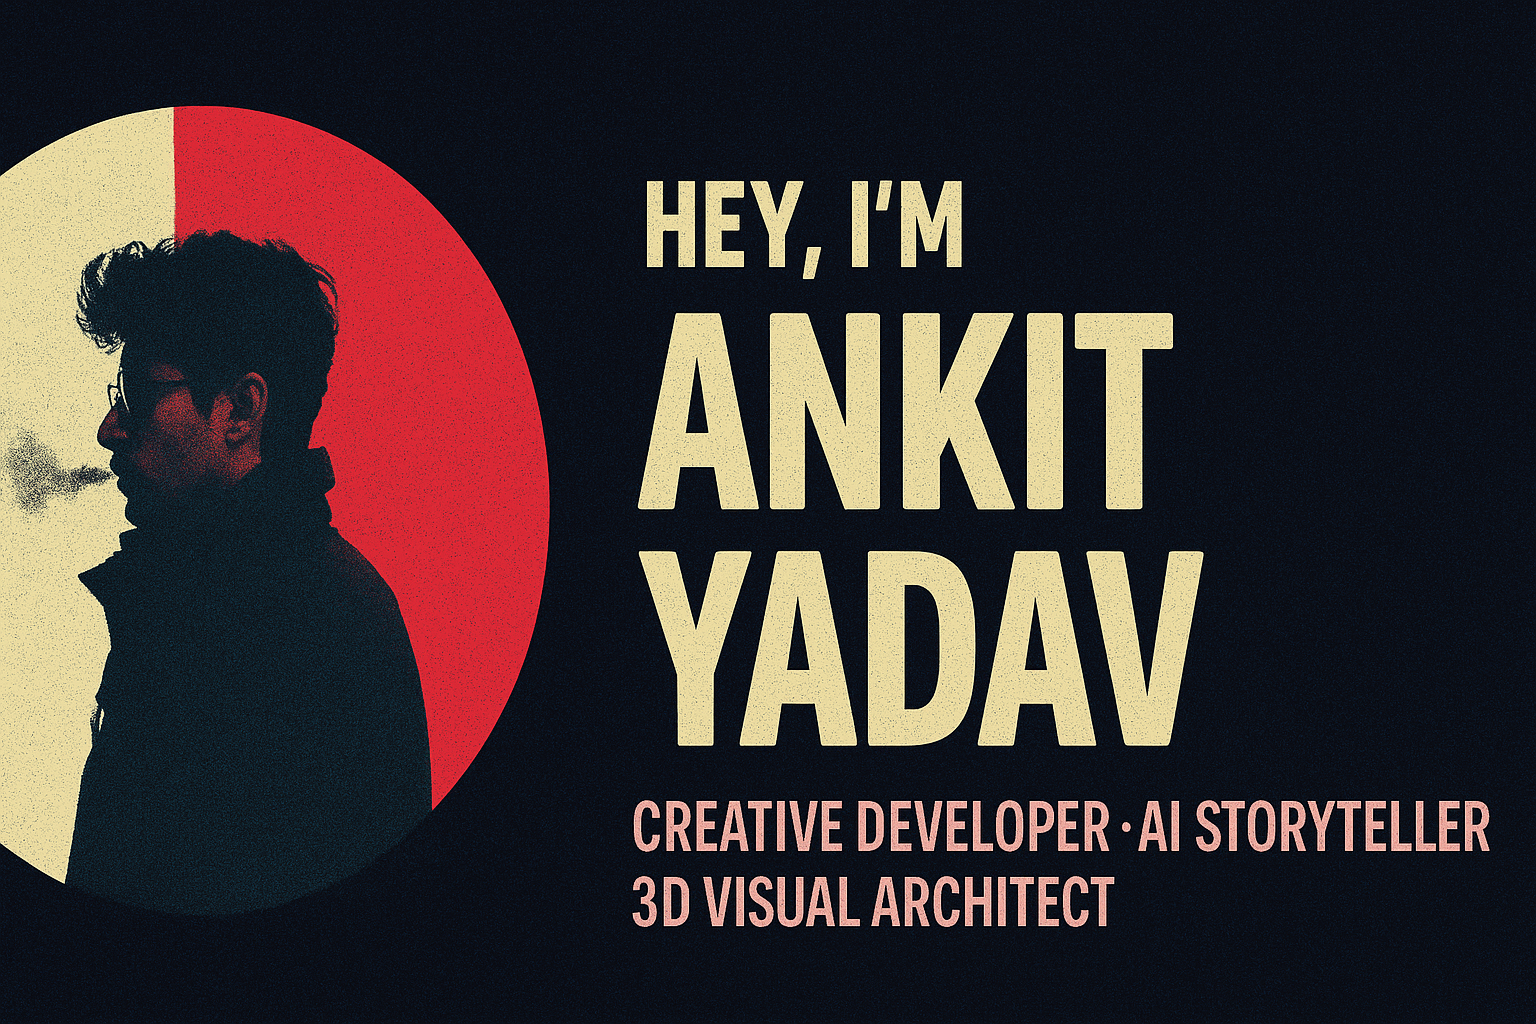 HEY, I'M
ANKIT
YADAV
CREATIVE DEVELOPER · AI STORYTELLER
3D VISUAL ARCHITECT